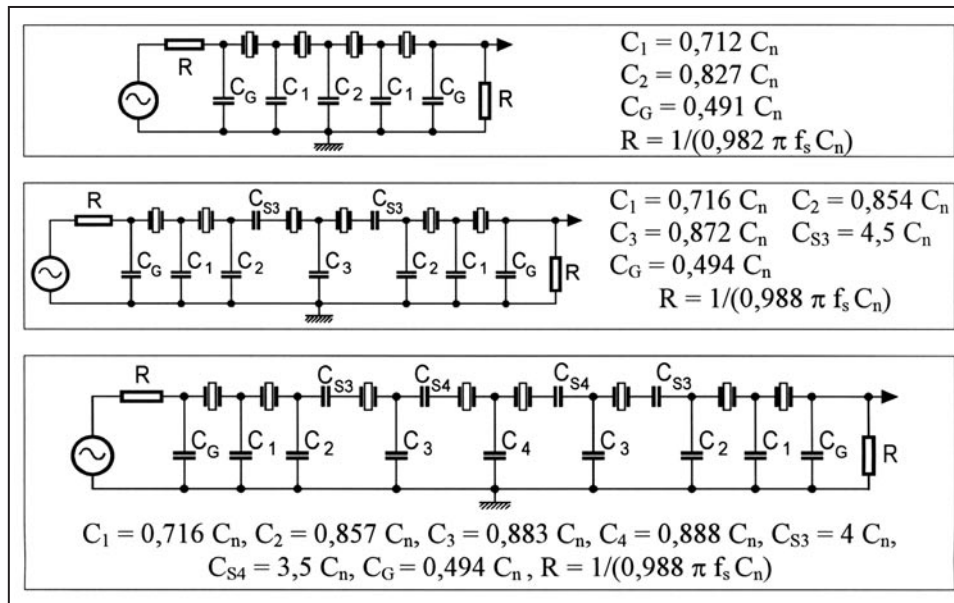 R
C_G C_1 C_2 C_1 C_G R
C_1 = 0,712 C_n
C_2 = 0,827 C_n
C_G = 0,491 C_n
R = 1/(0,982 π f_s C_n)
R C_S3 C_S3
C_G C_1 C_2 C_3 C_2 C_1 C_G R
C_1 = 0,716 C_n C_2 = 0,854 C_n
C_3 = 0,872 C_n C_S3 = 4,5 C_n
C_G = 0,494 C_n
R = 1/(0,988 π f_s C_n)
R C_S3 C_S4 C_S4 C_S3
C_G C_1 C_2 C_3 C_4 C_3 C_2 C_1 C_G R
C_1 = 0,716 C_n, C_2 = 0,857 C_n, C_3 = 0,883 C_n, C_4 = 0,888 C_n, C_S3 = 4 C_n,
C_S4 = 3,5 C_n, C_G = 0,494 C_n , R = 1/(0,988 π f_s C_n)